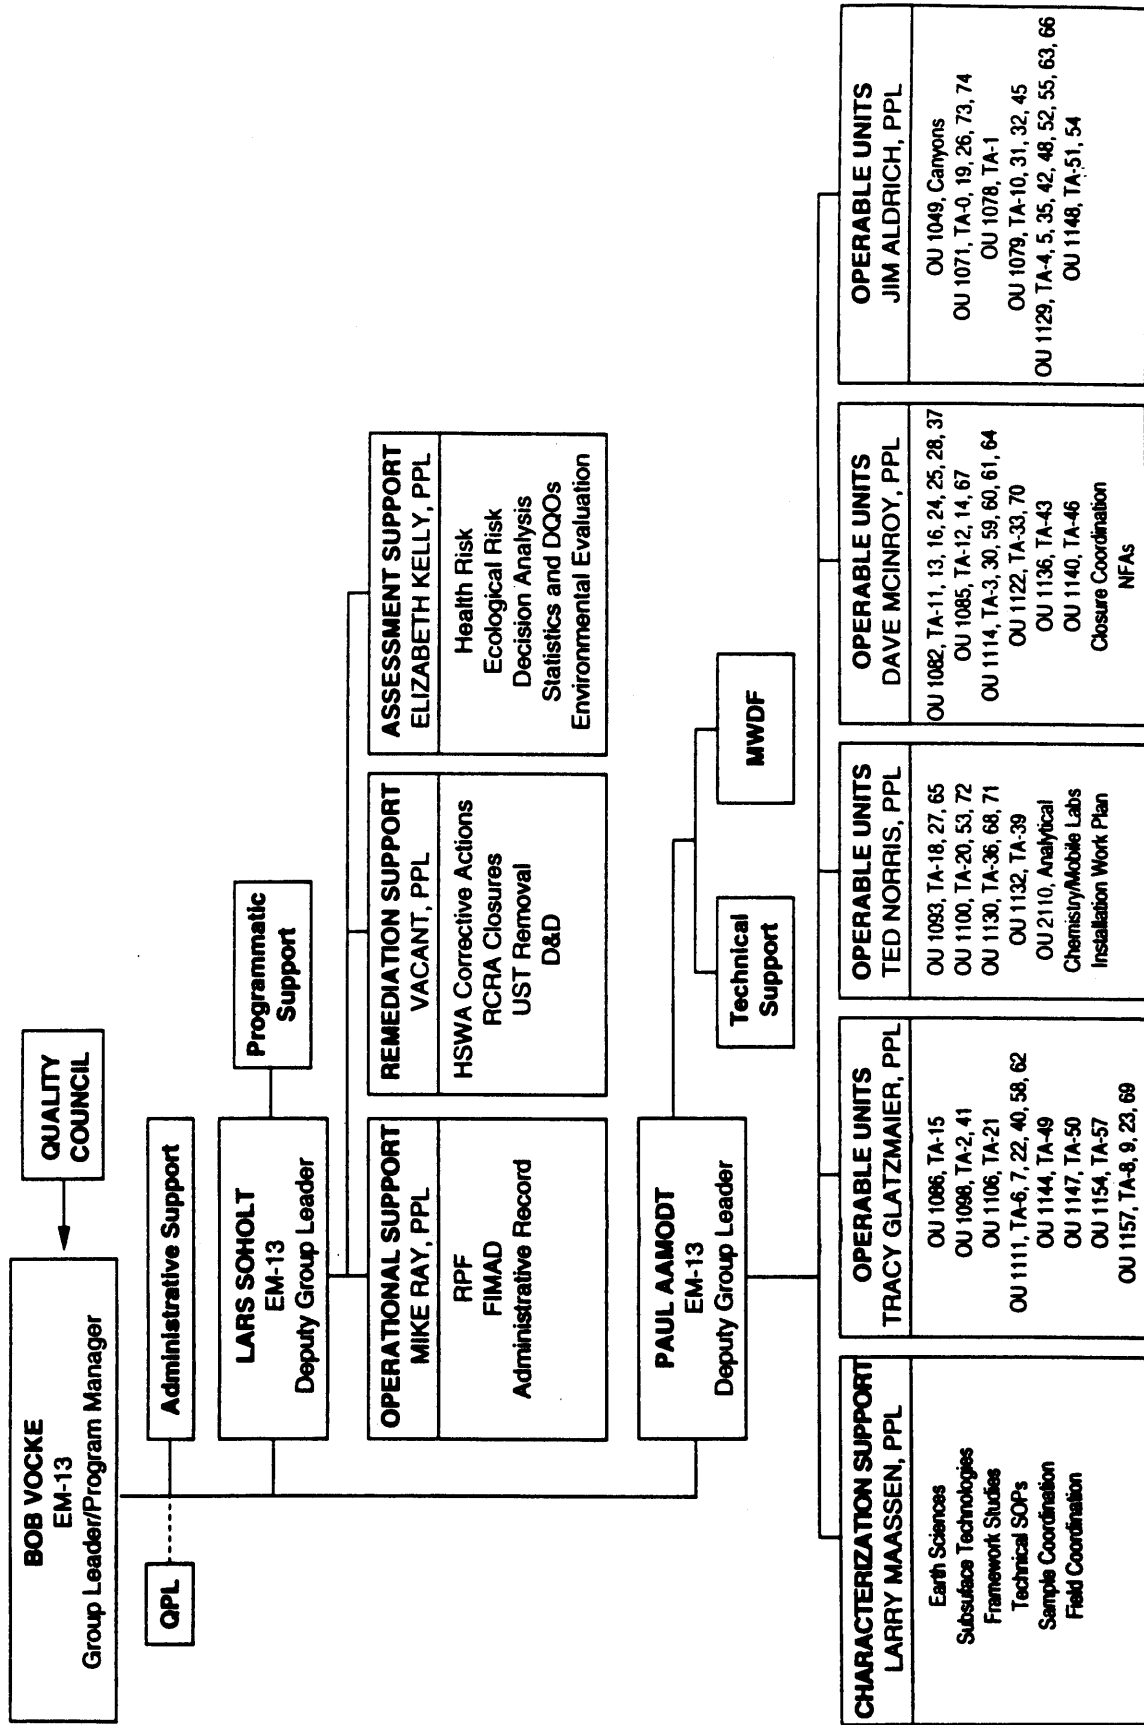 BOB VOCKE
EM-13
Group Leader/Program Manager
QUALITY
COUNCIL
QPL
Administrative Support
LARS SOHOLT
EM-13
Deputy Group Leader
Programmatic
Support
OPERATIONAL SUPPORT
MIKE RAY, PPL
RPF
FIMAD
Administrative Record
REMEDIATION SUPPORT
VACANT, PPL
HSWA Corrective Actions
RCRA Closures
UST Removal
D&D
ASSESSMENT SUPPORT
ELIZABETH KELLY, PPL
Health Risk
Ecological Risk
Decision Analysis
Statistics and DQOs
Environmental Evaluation
PAUL AAMODT
EM-13
Deputy Group Leader
Technical
Support
MWDF
CHARACTERIZATION SUPPORT
LARRY MAASSEN, PPL
Earth Sciences
Subsurface Technologies
Framework Studies
Technical SOPs
Sample Coordination
Field Coordination
OPERABLE UNITS
TRACY GLATZMAIER, PPL
OU 1086, TA-15
OU 1098, TA-2, 41
OU 1106, TA-21
OU 1111, TA-6, 7, 22, 40, 58, 62
OU 1144, TA-49
OU 1147, TA-50
OU 1154, TA-57
OU 1157, TA-8, 9, 23, 69
OPERABLE UNITS
TED NORRIS, PPL
OU 1093, TA-18, 27, 65
OU 1100, TA-20, 53, 72
OU 1130, TA-36, 68, 71
OU 1132, TA-39
OU 2110, Analytical
Chemistry/Mobile Labs
Installation Work Plan
OPERABLE UNITS
DAVE MCINROY, PPL
OU 1082, TA-11, 13, 16, 24, 25, 28, 37
OU 1085, TA-12, 14, 67
OU 1114, TA-3, 30, 59, 60, 61, 64
OU 1122, TA-33, 70
OU 1136, TA-43
OU 1140, TA-46
Closure Coordination
NFAs
OPERABLE UNITS
JIM ALDRICH, PPL
OU 1049, Canyons
OU 1071, TA-0, 19, 26, 73, 74
OU 1078, TA-1
OU 1079, TA-10, 31, 32, 45
OU 1129, TA-4, 5, 35, 42, 48, 52, 55, 63, 66
OU 1148, TA-51, 54